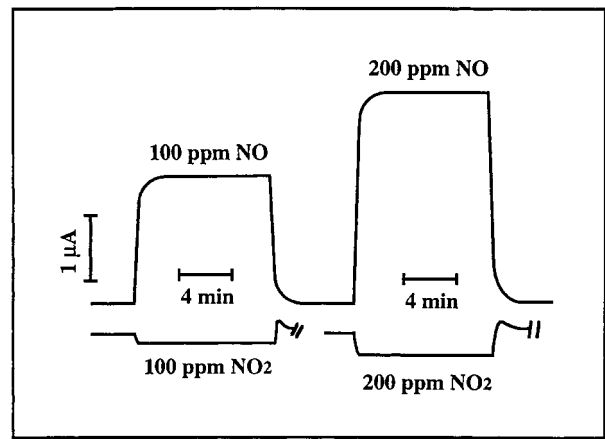 200 ppm NO
100 ppm NO
1 μA
4 min
4 min
100 ppm NO2
200 ppm NO2